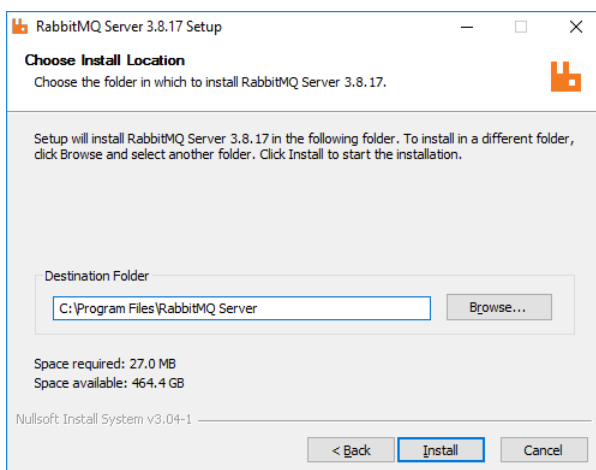 RabbitMQ Server 3.8.17 Setup
Choose Install Location
Choose the folder in which to install RabbitMQ Server 3.8.17.
Setup will install RabbitMQ Server 3.8.17 in the following folder. To install in a different folder,
click Browse and select another folder. Click Install to start the installation.
Destination Folder
C:\Program Files\RabbitMQ Server
Browse...
Space required: 27.0 MB
Space available: 464.4 GB
Nullsoft Install System v3.04-1
< Back Install Cancel